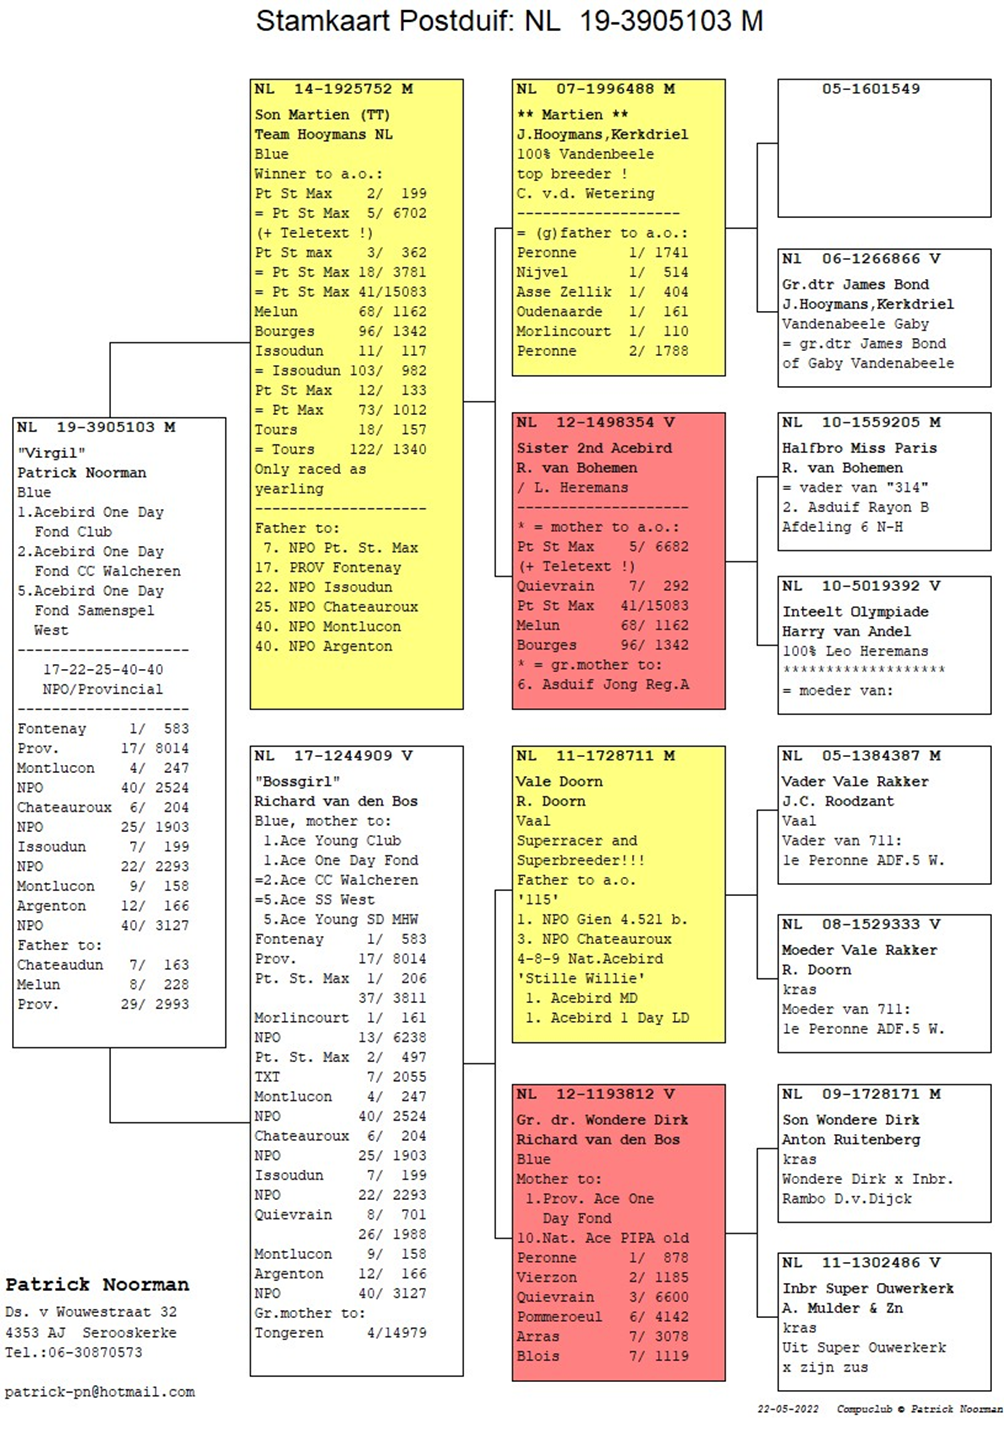 Stamkaart Postduif: NL 19-3905103 M
NL 19-3905103 M
"Virgil"
Patrick Noorman
Blue
1.Acebird One Day
Fond Club
2.Acebird One Day
Fond CC Walcheren
5.Acebird One Day
Fond Samenspel
West
--------------------
17-22-25-40-40
NPO/Provincial
--------------------
Fontenay 1/ 583
Prov. 17/ 8014
Montlucon 4/ 247
NPO 40/ 2524
Chateauroux 6/ 204
NPO 25/ 1903
Issoudun 7/ 199
NPO 22/ 2293
Montlucon 9/ 158
Argenton 12/ 166
NPO 40/ 3127
Father to:
Chateaudun 7/ 163
Melun 8/ 228
Prov. 29/ 2993
NL 14-1925752 M
Son Martien (TT)
Team Hooymans NL
Blue
Winner to a.o.:
Pt St Max 2/ 199
= Pt St Max 5/ 6702
(+ Teletext !)
Pt St max 3/ 362
= Pt St Max 18/ 3781
= Pt St Max 41/15083
Melun 68/ 1162
Bourges 96/ 1342
Issoudun 11/ 117
= Issoudun 103/ 982
Pt St Max 12/ 133
= Pt Max 73/ 1012
Tours 18/ 157
= Tours 122/ 1340
Only raced as
yearling
--------------------
Father to:
7. NPO Pt. St. Max
17. PROV Fontenay
22. NPO Issoudun
25. NPO Chateauroux
40. NPO Montlucon
40. NPO Argenton
NL 17-1244909 V
"Bossgirl"
Richard van den Bos
Blue, mother to:
1.Ace Young Club
1.Ace One Day Fond
=2.Ace CC Walcheren
=5.Ace SS West
5.Ace Young SD MHW
Fontenay 1/ 583
Prov. 17/ 8014
Pt. St. Max 1/ 206
37/ 3811
Morlincourt 1/ 161
NPO 13/ 6238
Pt. St. Max 2/ 497
TXT 7/ 2055
Montlucon 4/ 247
NPO 40/ 2524
Chateauroux 6/ 204
NPO 25/ 1903
Issoudun 7/ 199
NPO 22/ 2293
Quievrain 8/ 701
26/ 1988
Montlucon 9/ 158
Argenton 12/ 166
NPO 40/ 3127
Gr.mother to:
Tongeren 4/14979
NL 07-1996488 M
** Martien **
J.Hooymans,Kerkdriel
100% Vandenbeele
top breeder !
C. v.d. Wetering
-------------------
= (g)father to a.o.:
Peronne 1/ 1741
Nijvel 1/ 514
Asse Zellik 1/ 404
Oudenaarde 1/ 161
Morlincourt 1/ 110
Peronne 2/ 1788
NL 12-1498354 V
Sister 2nd Acebird
R. van Bohemen
/ L. Heremans
--------------------
* = mother to a.o.:
Pt St Max 5/ 6682
(+ Teletext !)
Quievrain 7/ 292
Pt St Max 41/15083
Melun 68/ 1162
Bourges 96/ 1342
* = gr.mother to:
6. Asduif Jong Reg.A
NL 11-1728711 M
Vale Doorn
R. Doorn
Vaal
Superracer and
Superbreeder!!!
Father to a.o.
'115'
1. NPO Gien 4.521 b.
3. NPO Chateauroux
4-8-9 Nat.Acebird
'Stille Willie'
1. Acebird MD
1. Acebird 1 Day LD
NL 12-1193812 V
Gr. dr. Wondere Dirk
Richard van den Bos
Blue
Mother to:
1.Prov. Ace One
Day Fond
10.Nat. Ace PIPA old
Peronne 1/ 878
Vierzon 2/ 1185
Quievrain 3/ 6600
Pommeroeul 6/ 4142
Arras 7/ 3078
Blois 7/ 1119
05-1601549
Nl 06-1266866 V
Gr.dtr James Bond
J.Hooymans,Kerkdriel
Vandenabeele Gaby
= gr.dtr James Bond
of Gaby Vandenabeele
NL 10-1559205 M
Halfbro Miss Paris
R. van Bohemen
= vader van "314"
2. Asduif Rayon B
Afdeling 6 N-H
NL 10-5019392 V
Inteelt Olympiade
Harry van Andel
100% Leo Heremans
*******************
= moeder van:
NL 05-1384387 M
Vader Vale Rakker
J.C. Roodzant
Vaal
Vader van 711:
1e Peronne ADF.5 W.
NL 08-1529333 V
Moeder Vale Rakker
R. Doorn
kras
Moeder van 711:
1e Peronne ADF.5 W.
NL 09-1728171 M
Son Wondere Dirk
Anton Ruitenberg
kras
Wondere Dirk x Inbr.
Rambo D.v.Dijck
NL 11-1302486 V
Inbr Super Ouwerkerk
A. Mulder & Zn
kras
Uit Super Ouwerkerk
x zijn zus
Patrick Noorman
Ds. v Wouwestraat 32
4353 AJ Serooskerke
Tel.:06-30870573
patrick-pn@hotmail.com
22-05-2022 Compuclub © Patrick Noorman